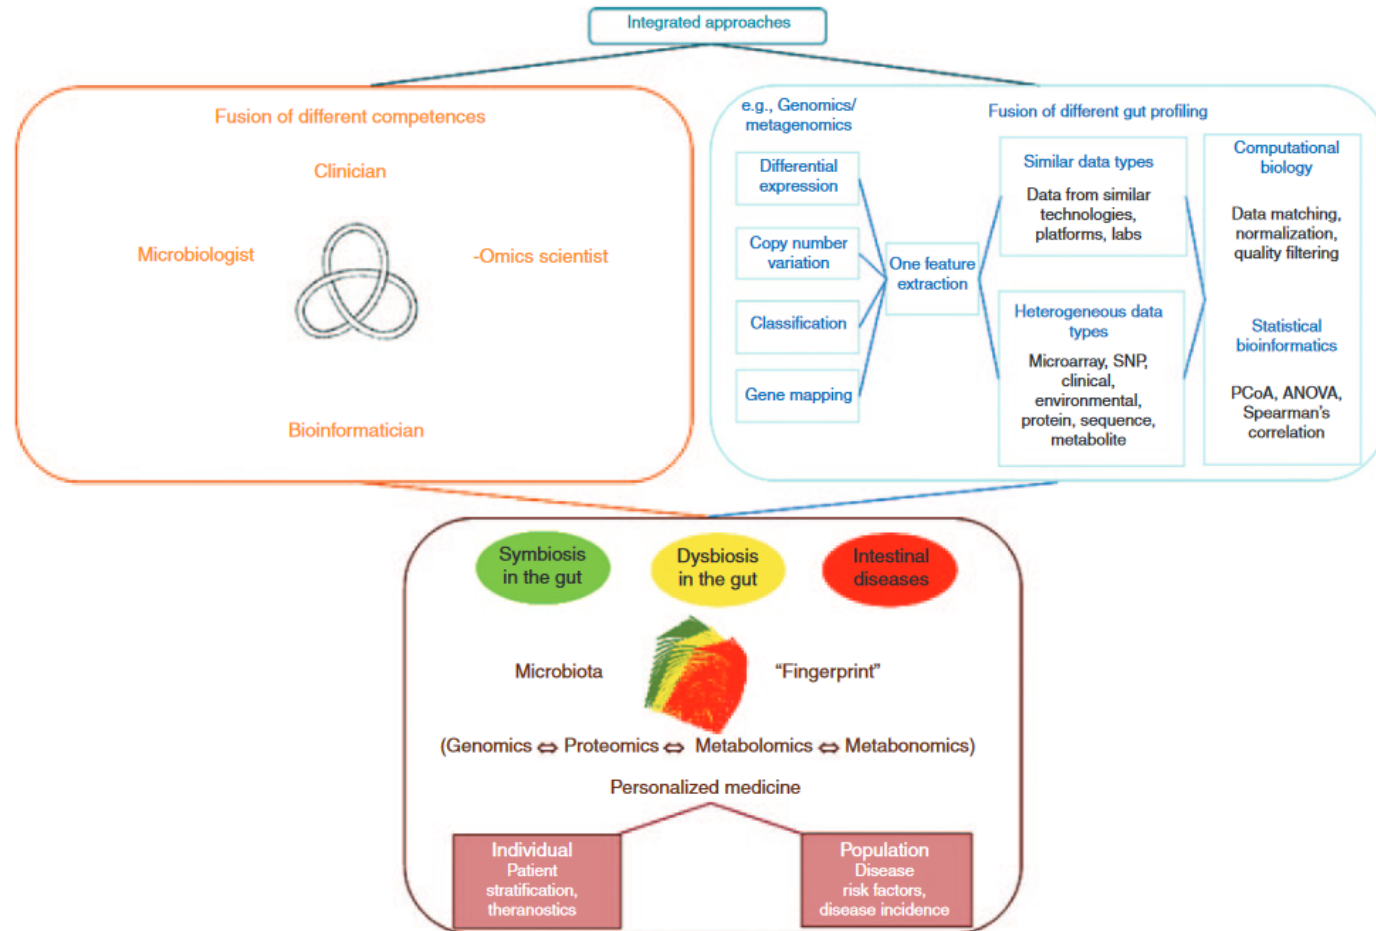 Integrated approaches
Fusion of different competences
Clinician
Microbiologist
-Omics scientist
Bioinformatician
e.g., Genomics/
metagenomics
Fusion of different gut profiling
Differential
expression
Copy number
variation
Classification
Gene mapping
One feature
extraction
Similar data types
Data from similar
technologies,
platforms, labs
Heterogeneous data
types
Microarray, SNP,
clinical,
environmental,
protein, sequence,
metabolite
Computational
biology
Data matching,
normalization,
quality filtering
Statistical
bioinformatics
PCoA, ANOVA,
Spearman's
correlation
Symbiosis
in the gut
Dysbiosis
in the gut
Intestinal
diseases
Microbiota
“Fingerprint”
(Genomics ⇔ Proteomics ⇔ Metabolomics ⇔ Metabonomics)
Personalized medicine
Individual
Patient
stratification,
theranostics
Population
Disease
risk factors,
disease incidence